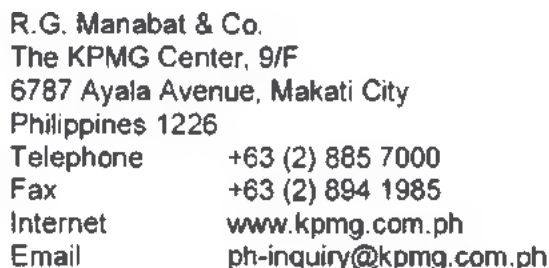 R.G. Manabat & Co.
The KPMG Center, 9/F
6787 Ayala Avenue, Makati City
Philippines 1226
Telephone +63 (2) 885 7000
Fax +63 (2) 894 1985
Internet www.kpmg.com.ph
Email ph-inquiry@kpmg.com.ph